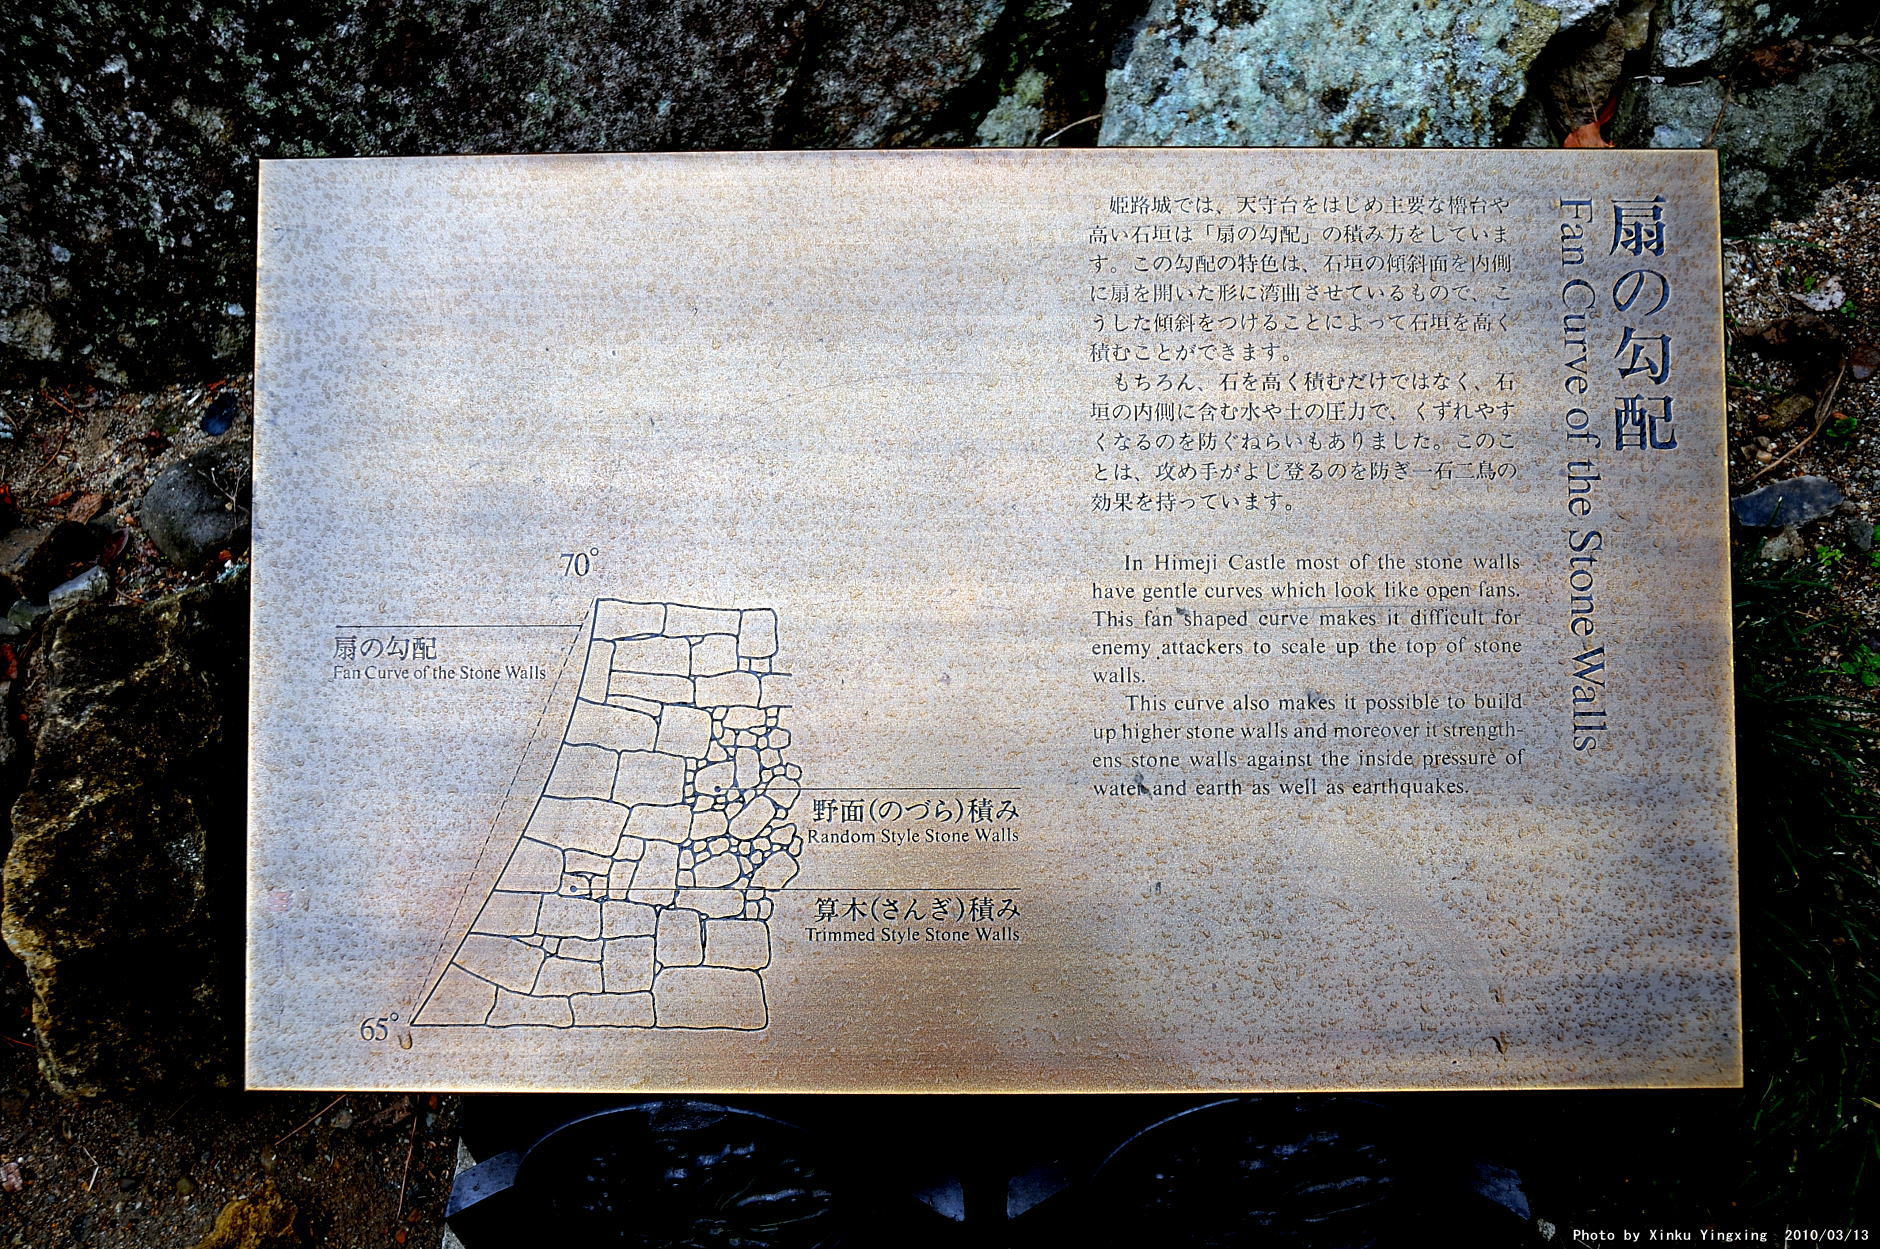 扇の勾配
Fan Curve of the Stone Walls
姫路城では、天守台をはじめ主要な櫓台や
高い石垣は「扇の勾配」の積み方をしていま
す。この勾配の特色は、石垣の傾斜面を内側
に扇を開いた形に湾曲させているもので、こ
うした傾斜をつけることによって石垣を高く
積むことができます。
もちろん、石を高く積むだけではなく、石
垣の内側に含む水や土の圧力で、くずれやす
くなるのを防ぐねらいもありました。このこ
とは、攻め手がよじ登るのを防ぎ一石二鳥の
効果を持っています。
In Himeji Castle most of the stone walls
have gentle curves which look like open fans.
This fan shaped curve makes it difficult for
enemy attackers to scale up the top of stone
walls.
This curve also makes it possible to build
up higher stone walls and moreover it strength-
ens stone walls against the inside pressure of
water and earth as well as earthquakes.
70°
扇の勾配
Fan Curve of the Stone Walls
野面(のづら)積み
Random Style Stone Walls
算木(さんぎ)積み
Trimmed Style Stone Walls
65°
Photo by Xinku Yingxing 2010/03/13